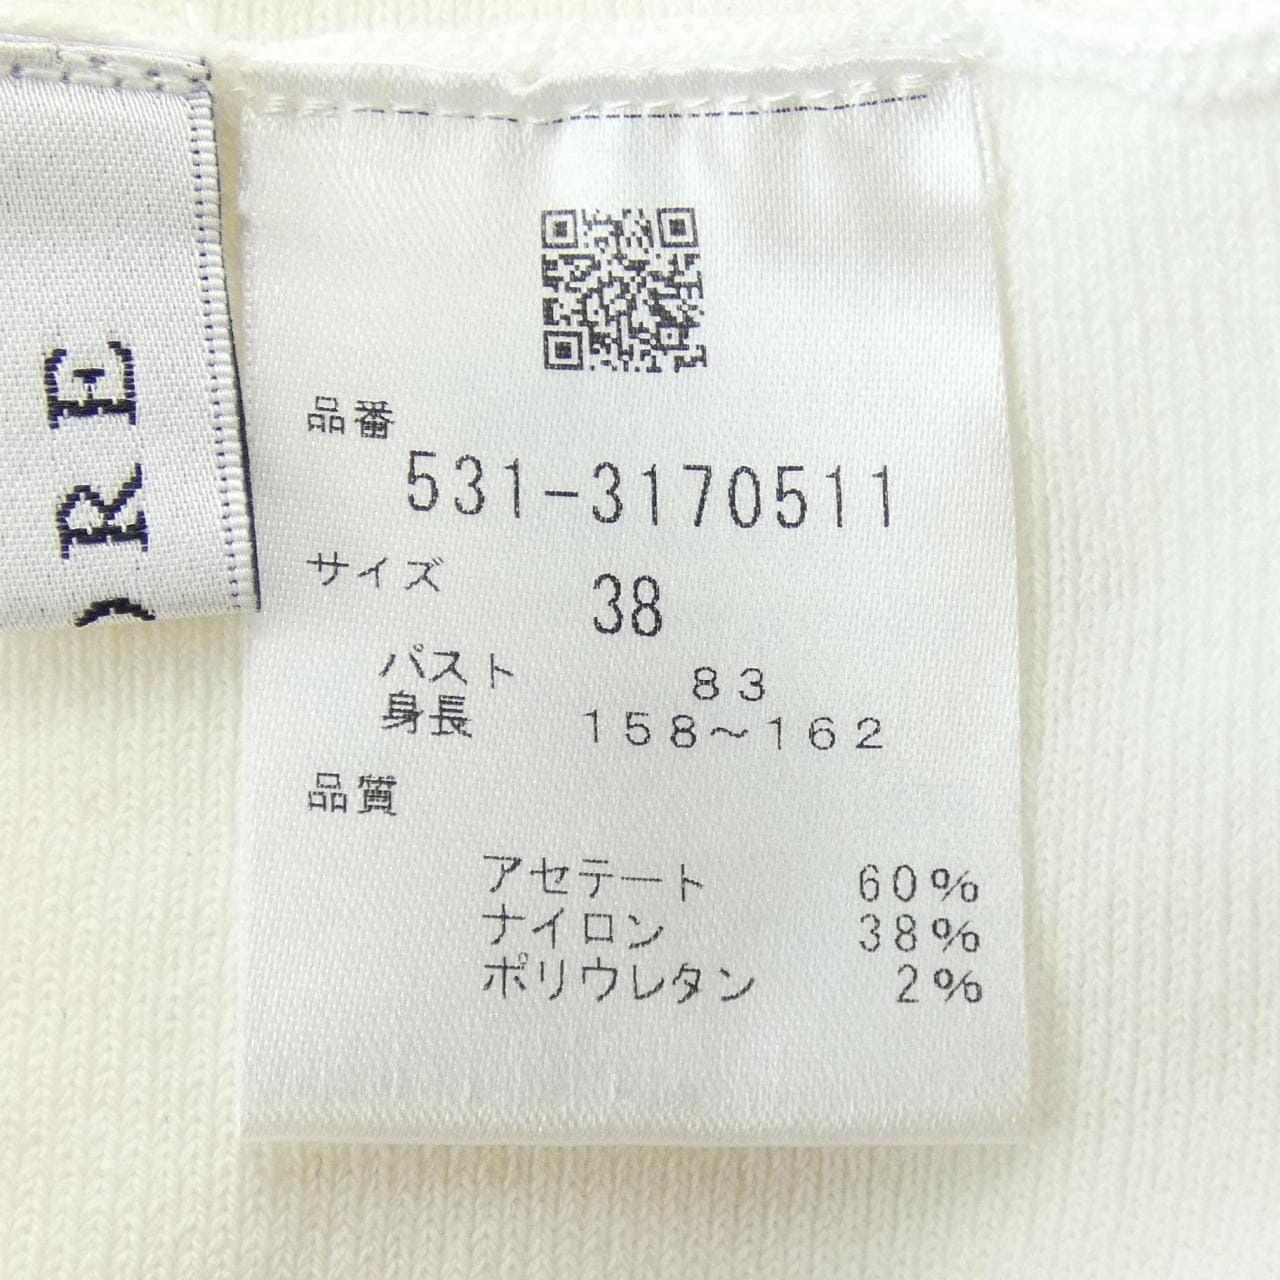 ORE
品番
531-3170511
サイズ 38
バスト 83
身長 158～162
品質
アセテート 60%
ナイロン 38%
ポリウレタン 2%